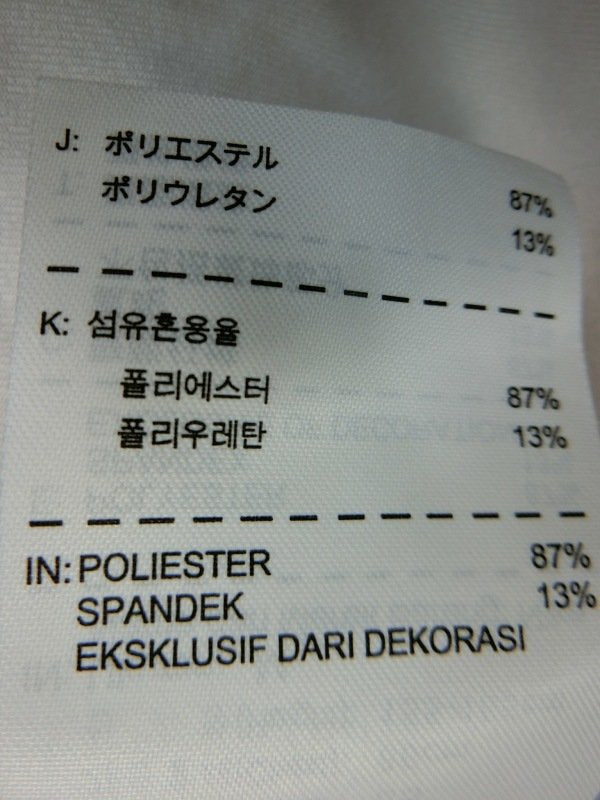 J: ポリエステル 87%
ポリウレタン 13%
K: 섬유혼용율
폴리에스터 87%
폴리우레탄 13%
IN: POLIESTER 87%
SPANDEK 13%
EKSKLUSIF DARI DEKORASI